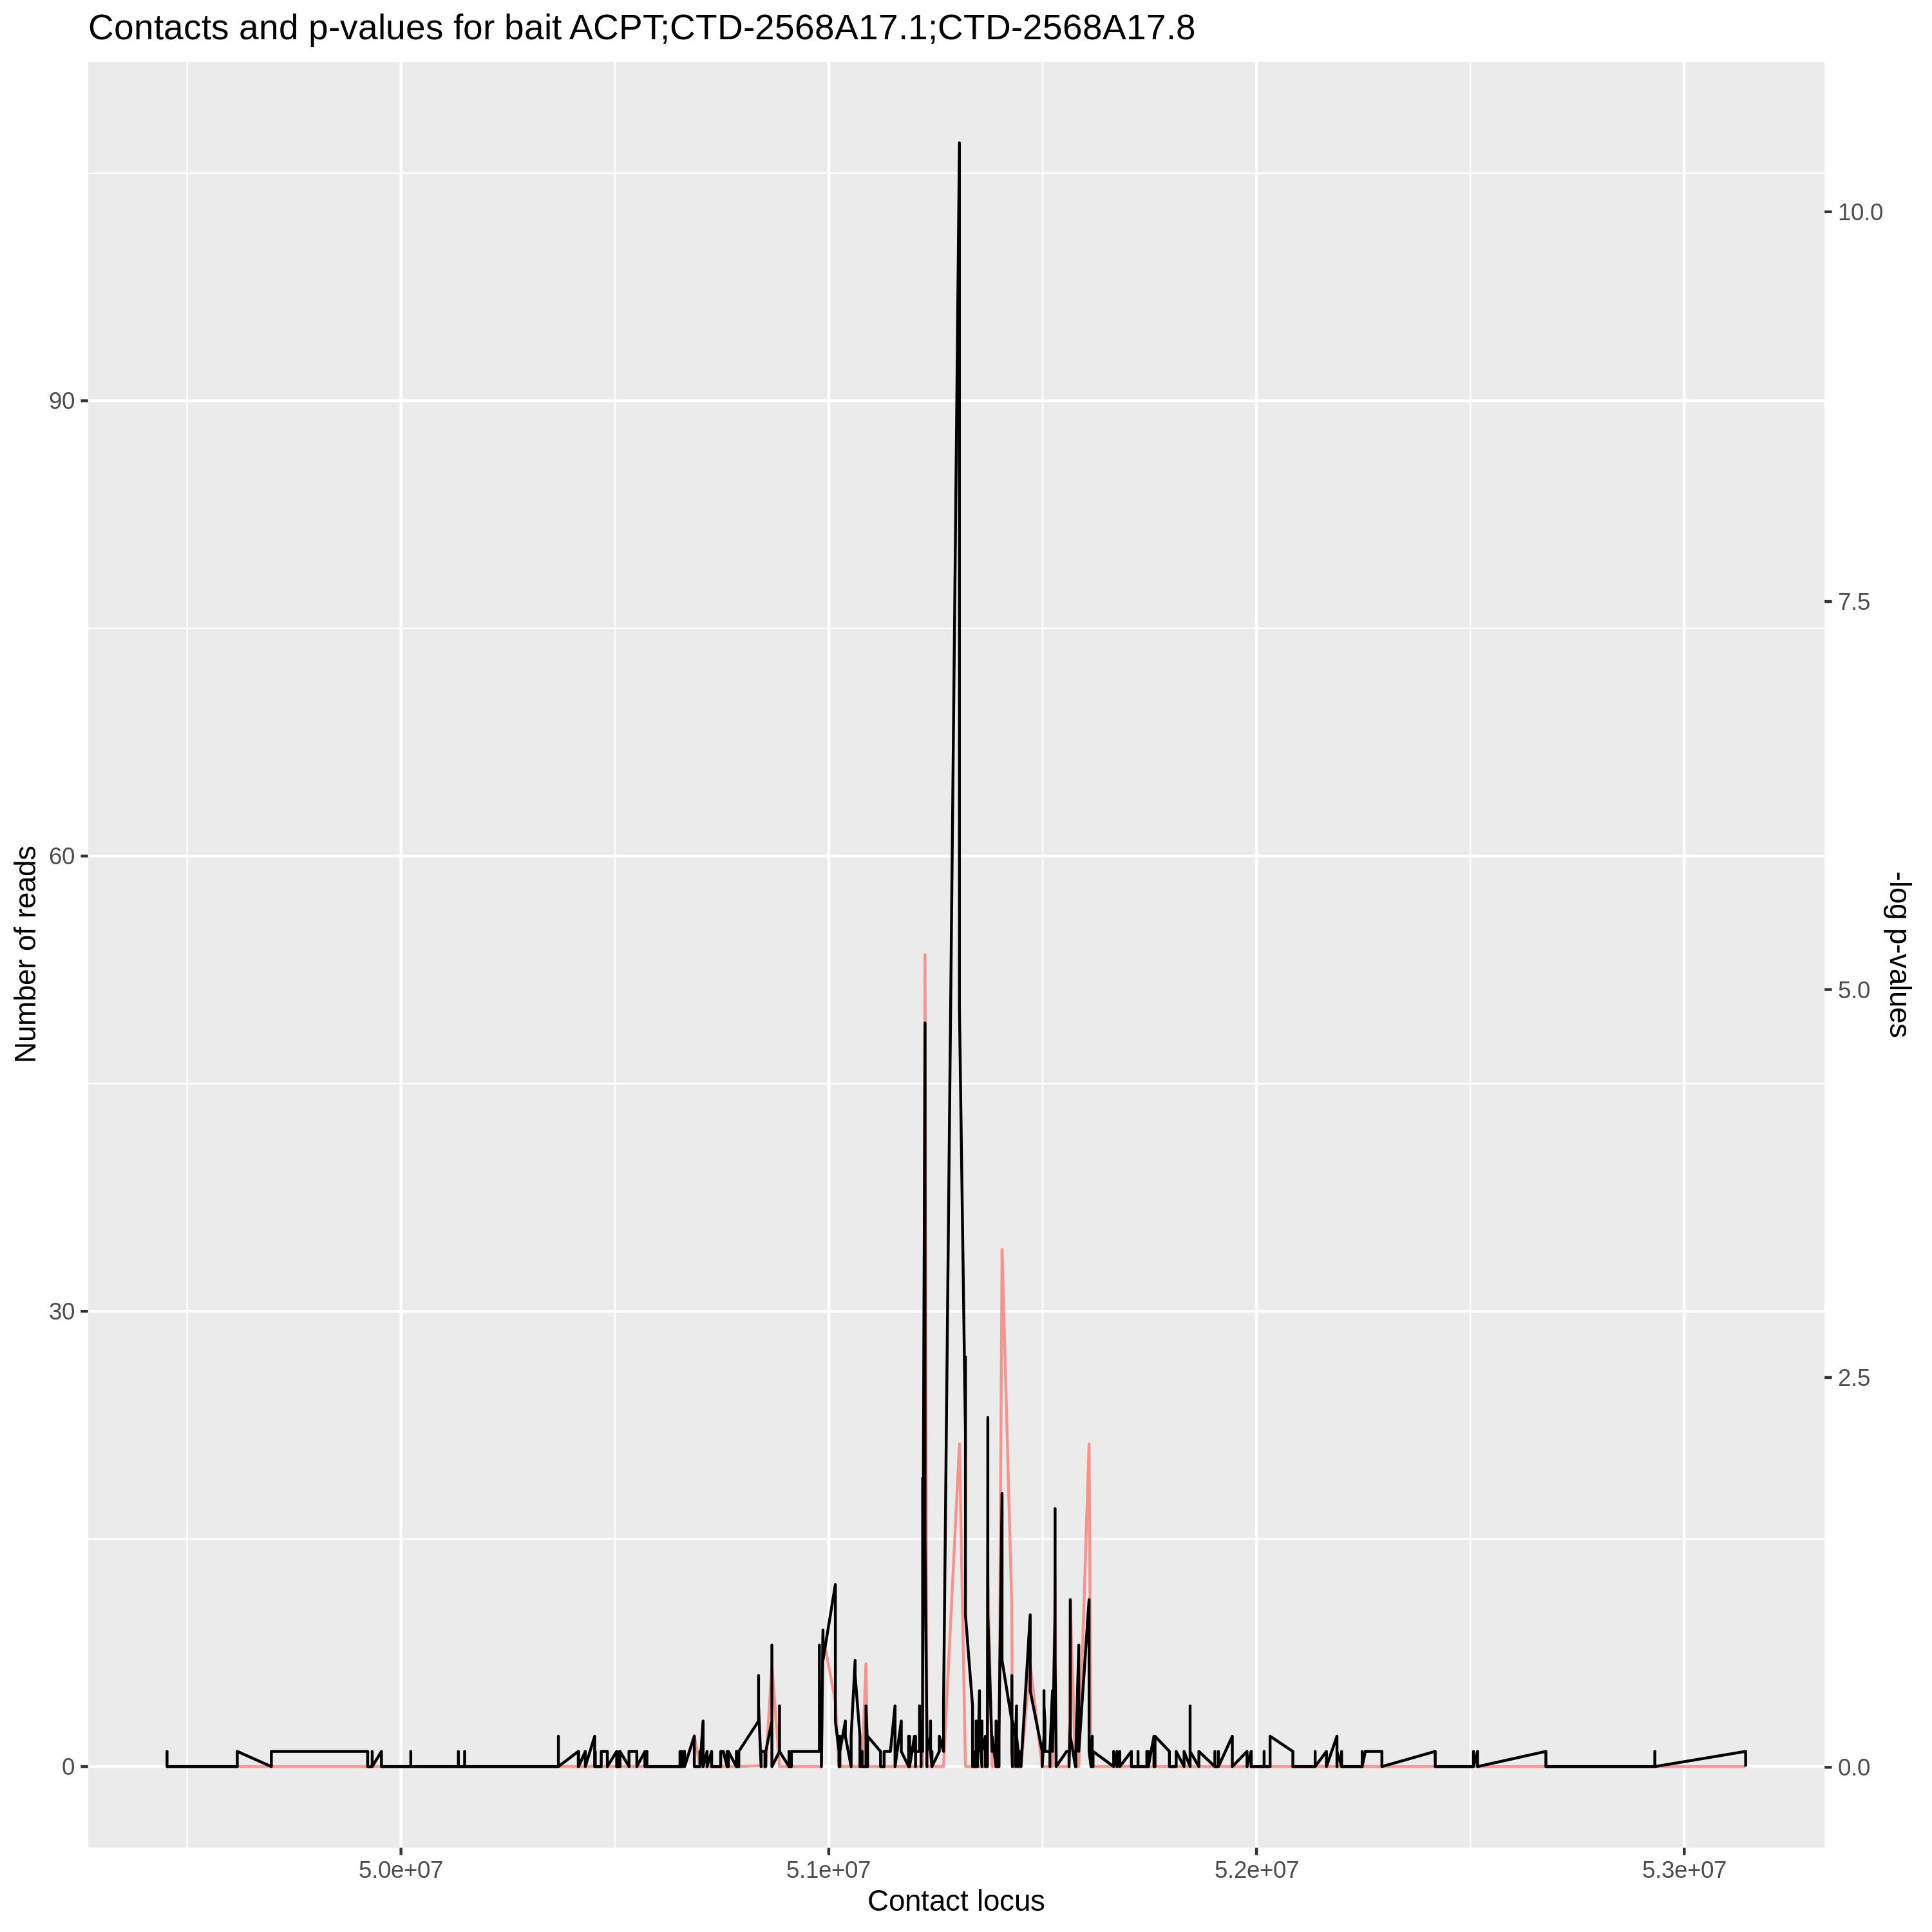 Contacts and p-values for bait ACPT;CTD-2568A17.1;CTD-2568A17.8
Number of reads
90
60
30
0
10.0
7.5
5.0
2.5
0.0
-log p-values
5.0e+07 5.1e+07 5.2e+07 5.3e+07
Contact locus